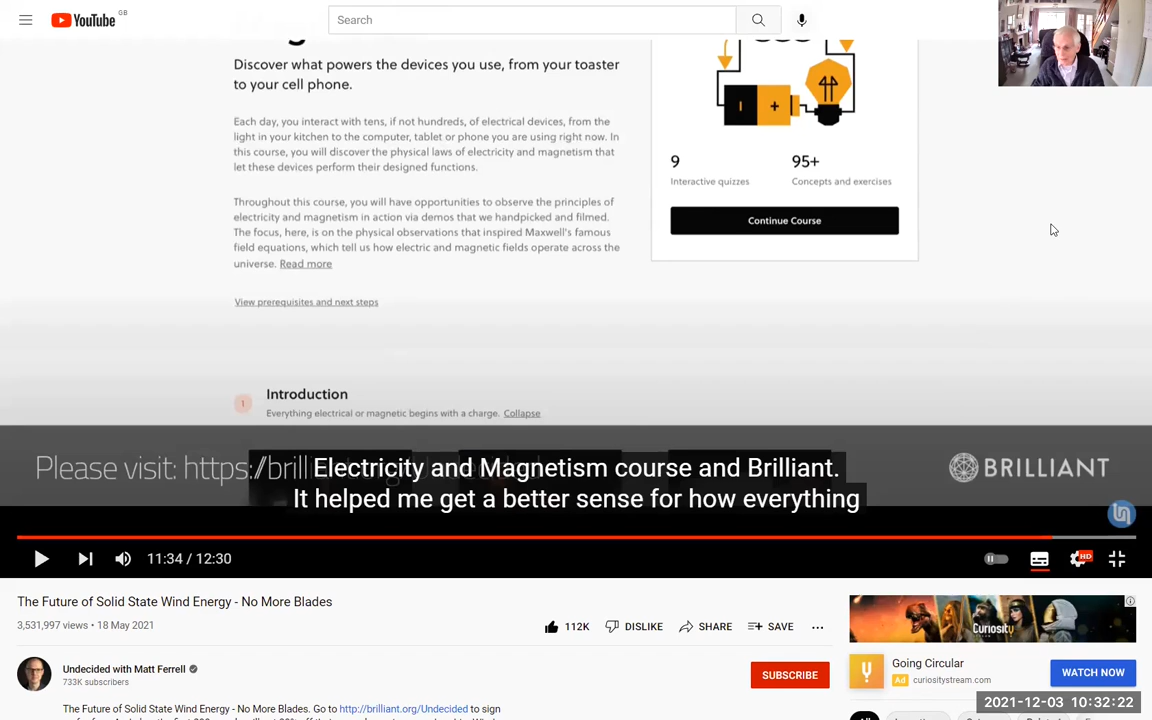 YouTube GB
Search
Discover what powers the devices you use, from your toaster
to your cell phone.
Each day, you interact with tens, if not hundreds, of electrical devices, from the
light in your kitchen to the computer, tablet or phone you are using right now. In
this course, you will discover the physical laws of electricity and magnetism that
let these devices perform their designed functions.
Throughout this course, you will have opportunities to observe the principles of
electricity and magnetism in action via demos that we handpicked and filmed.
The focus, here, is on the physical observations that inspired Maxwell's famous
field equations, which tell us how electric and magnetic fields operate across the
universe. Read more
View prerequisites and next steps
9
Interactive quizzes
95+
Concepts and exercises
Continue Course
1
Introduction
Everything electrical or magnetic begins with a charge. Collapse
Please visit: https://brill
BRILLIANT
Electricity and Magnetism course and Brilliant.
It helped me get a better sense for how everything
11:34 / 12:30
HD
The Future of Solid State Wind Energy - No More Blades
3,531,997 views • 18 May 2021
112K
DISLIKE
SHARE
SAVE
Undecided with Matt Ferrell
733K subscribers
SUBSCRIBE
The Future of Solid State Wind Energy - No More Blades. Go to http://brilliant.org/Undecided to sign
Curiosity
Going Circular
Ad curiositystream.com
WATCH NOW
2021-12-03 10:32:22